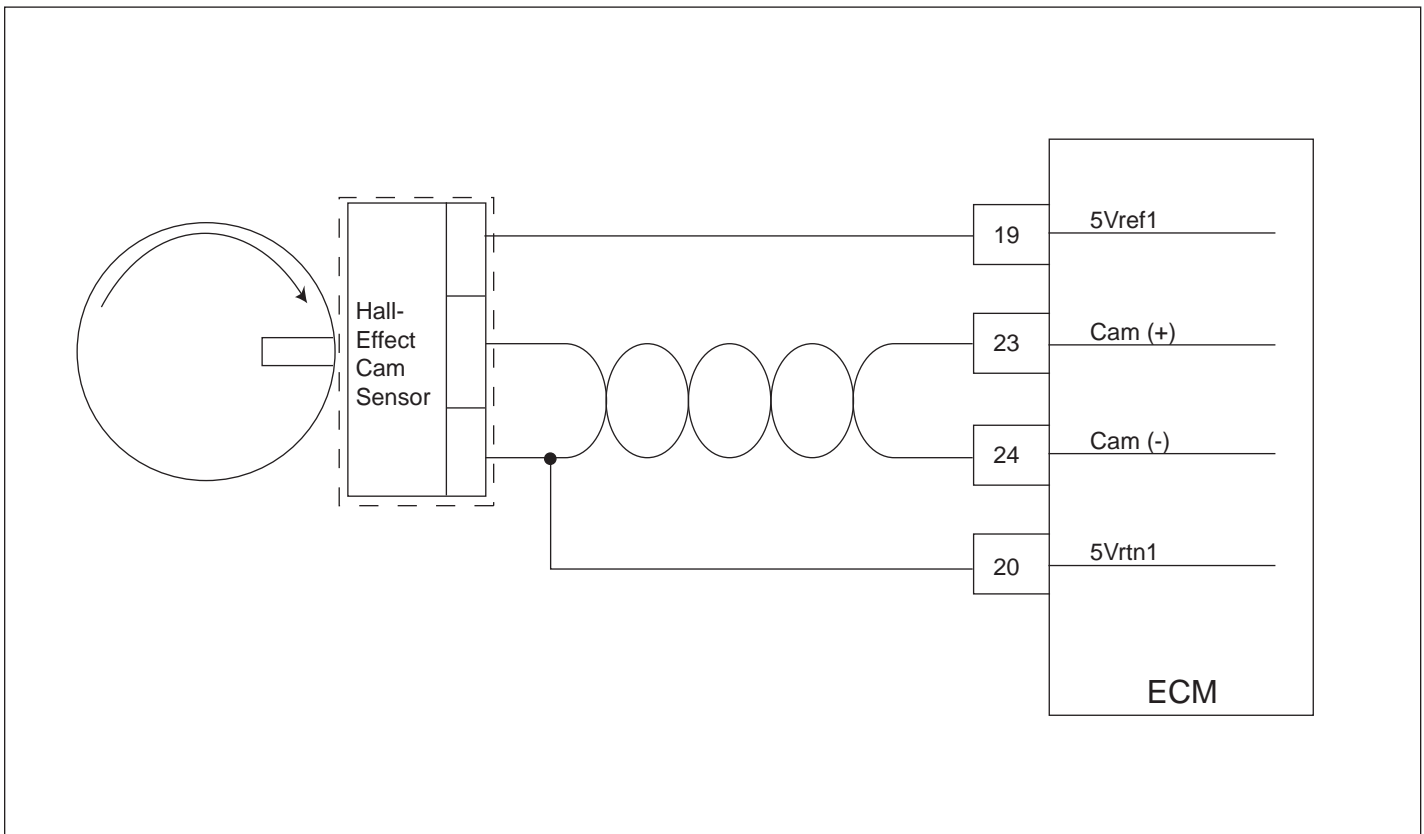 Hall-
Effect
Cam
Sensor
19
5Vref1
23
Cam (+)
24
Cam (-)
20
5Vrtn1
ECM